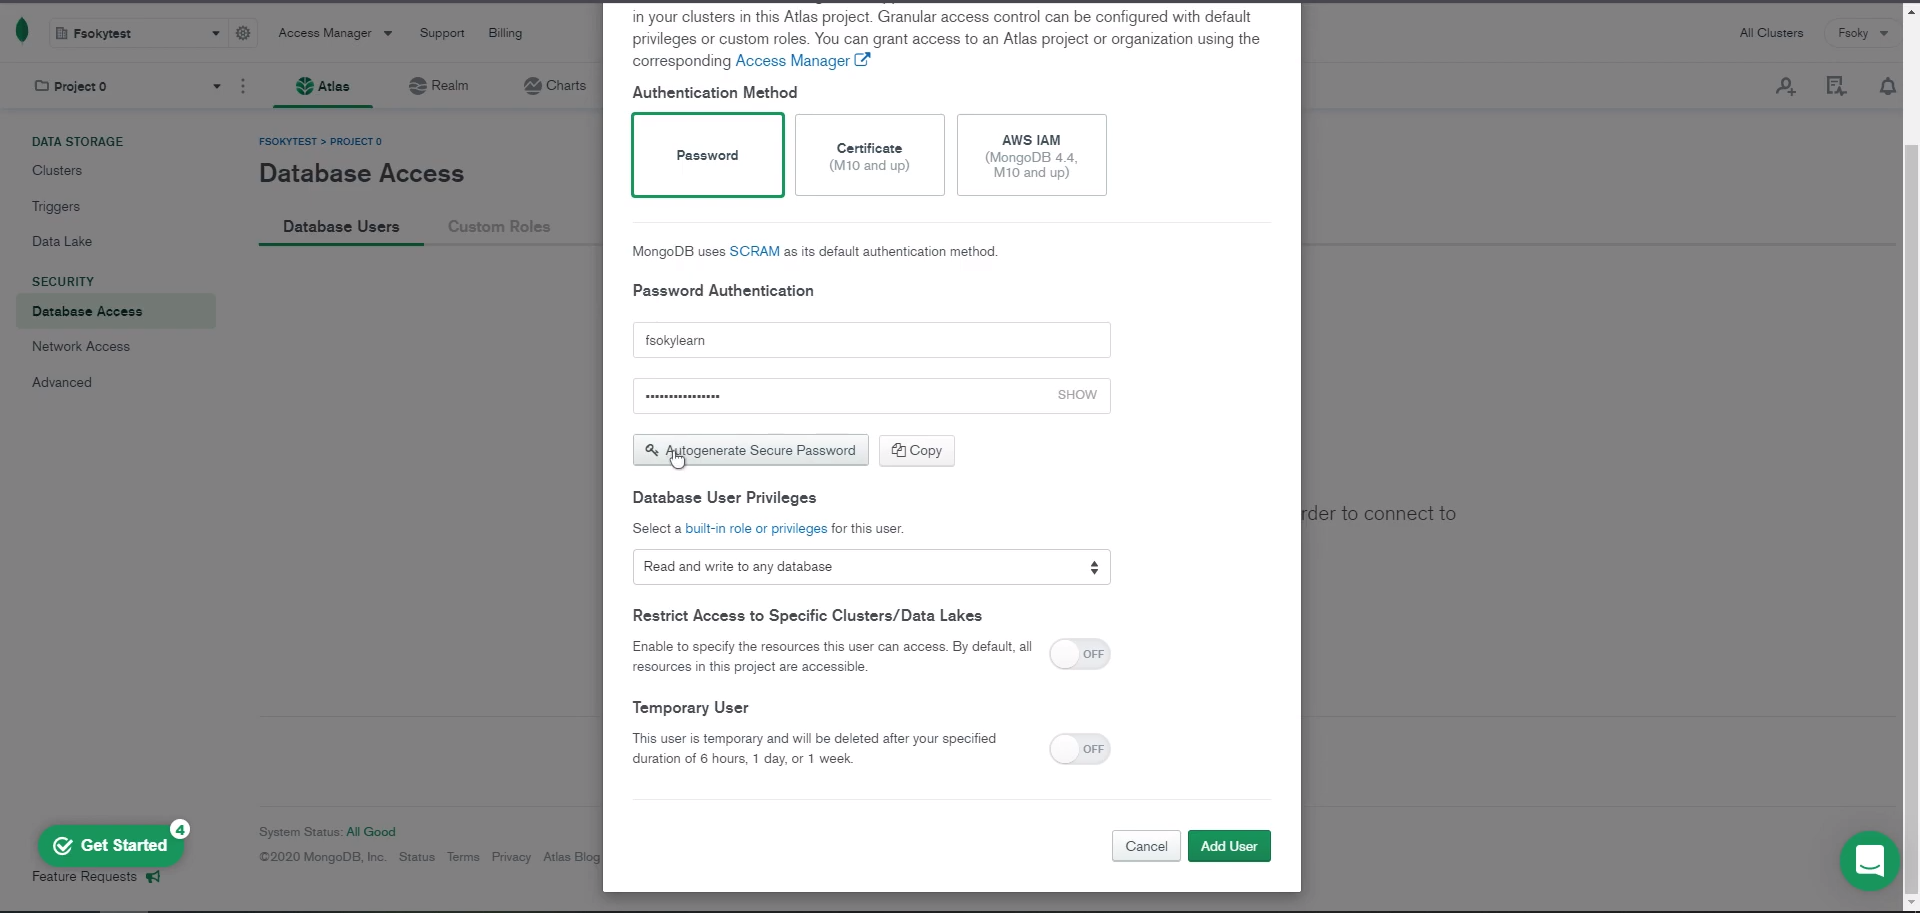 Fsokytest
Access Manager
Support
Billing
All Clusters
Fsoky
Project 0
Atlas
Realm
Charts
DATA STORAGE
Clusters
Triggers
Data Lake
SECURITY
Database Access
Network Access
Advanced
FSOKYTEST > PROJECT 0
Database Access
Database Users
Custom Roles
in your clusters in this Atlas project. Granular access control can be configured with default
privileges or custom roles. You can grant access to an Atlas project or organization using the
corresponding Access Manager
Authentication Method
Password
Certificate
(M10 and up)
AWS IAM
(MongoDB 4.4,
M10 and up)
MongoDB uses SCRAM as its default authentication method.
Password Authentication
fsokylearn
................
SHOW
Autogenerate Secure Password
Copy
Database User Privileges
Select a built-in role or privileges for this user.
rder to connect to
Read and write to any database
Restrict Access to Specific Clusters/Data Lakes
Enable to specify the resources this user can access. By default, all
resources in this project are accessible.
OFF
Temporary User
This user is temporary and will be deleted after your specified
duration of 6 hours, 1 day, or 1 week.
OFF
Cancel
Add User
Get Started
4
Feature Requests
System Status: All Good
©2020 MongoDB, Inc.
Status
Terms
Privacy
Atlas Blog